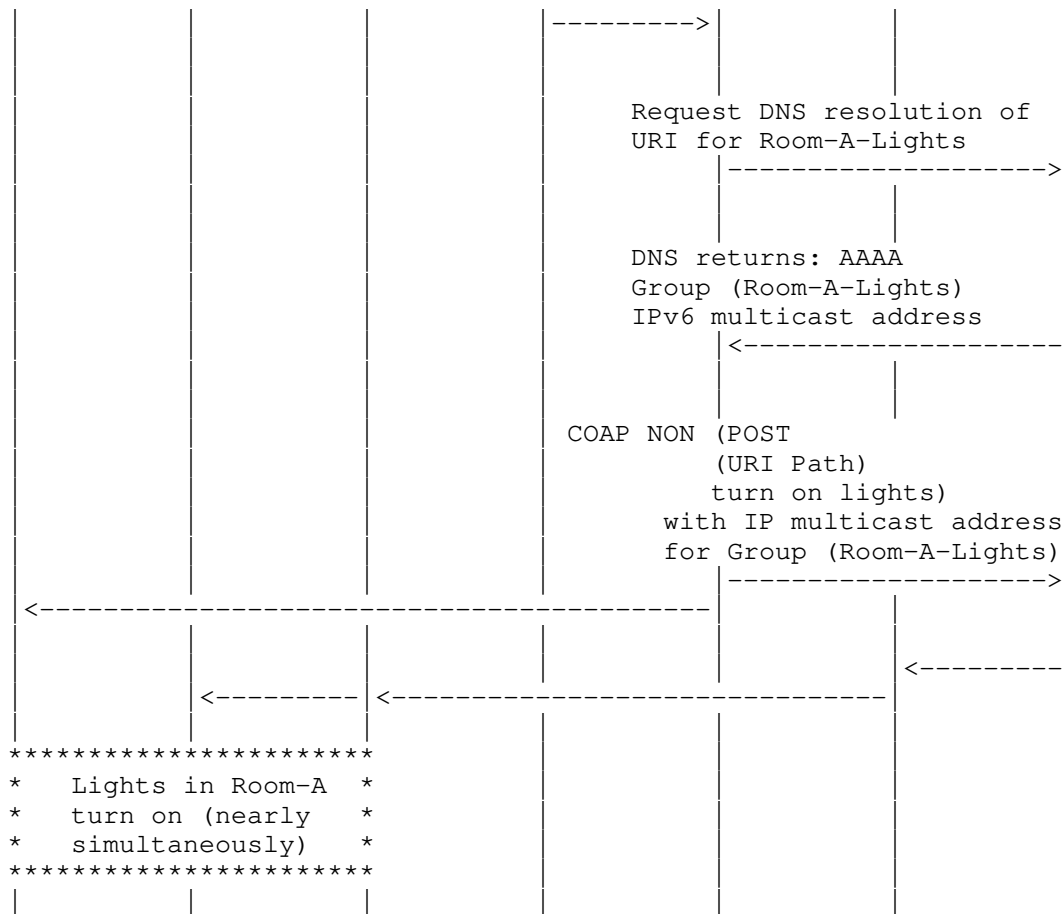 Request DNS resolution of
URI for Room-A-Lights
DNS returns: AAAA
Group (Room-A-Lights)
IPv6 multicast address
COAP NON (POST
(URI Path)
turn on lights)
with IP multicast address
for Group (Room-A-Lights)
Lights in Room-A
turn on (nearly
simultaneously)